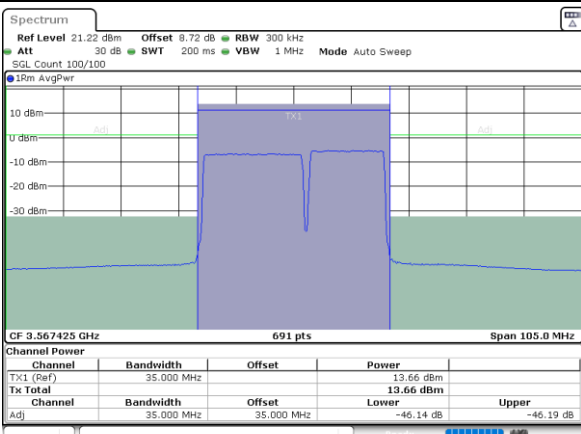 Spectrum
Ref Level 21.22 dBm Offset 8.72 dB RBW 300 kHz
Att 30 dB SWT 200 ms VBW 1 MHz Mode Auto Sweep
SGL Count 100/100
1Rm AvgPwr
10 dBm
TX1
Adj Adj
0 dBm
-10 dBm
-20 dBm
-30 dBm
CF 3.567425 GHz 691 pts Span 105.0 MHz
Channel Power
Channel Bandwidth Offset Power
TX1 (Ref) 35.000 MHz 13.66 dBm
Tx Total 13.66 dBm
Channel Bandwidth Offset Lower Upper
Adj 35.000 MHz 35.000 MHz -46.14 dB -46.19 dB